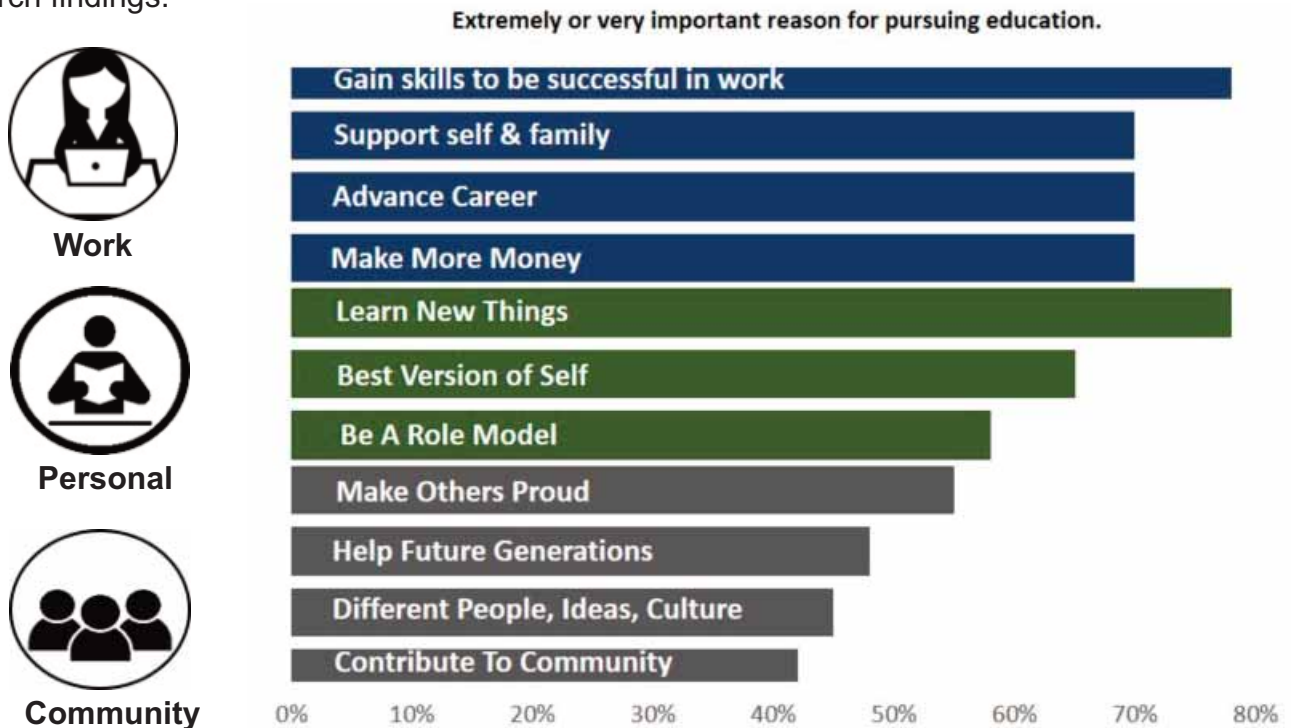 rch findings:
Extremely or very important reason for pursuing education.
Work
Gain skills to be successful in work
Support self & family
Advance Career
Make More Money
Personal
Learn New Things
Best Version of Self
Be A Role Model
Community
Make Others Proud
Help Future Generations
Different People, Ideas, Culture
Contribute To Community
0% 10% 20% 30% 40% 50% 60% 70% 80%